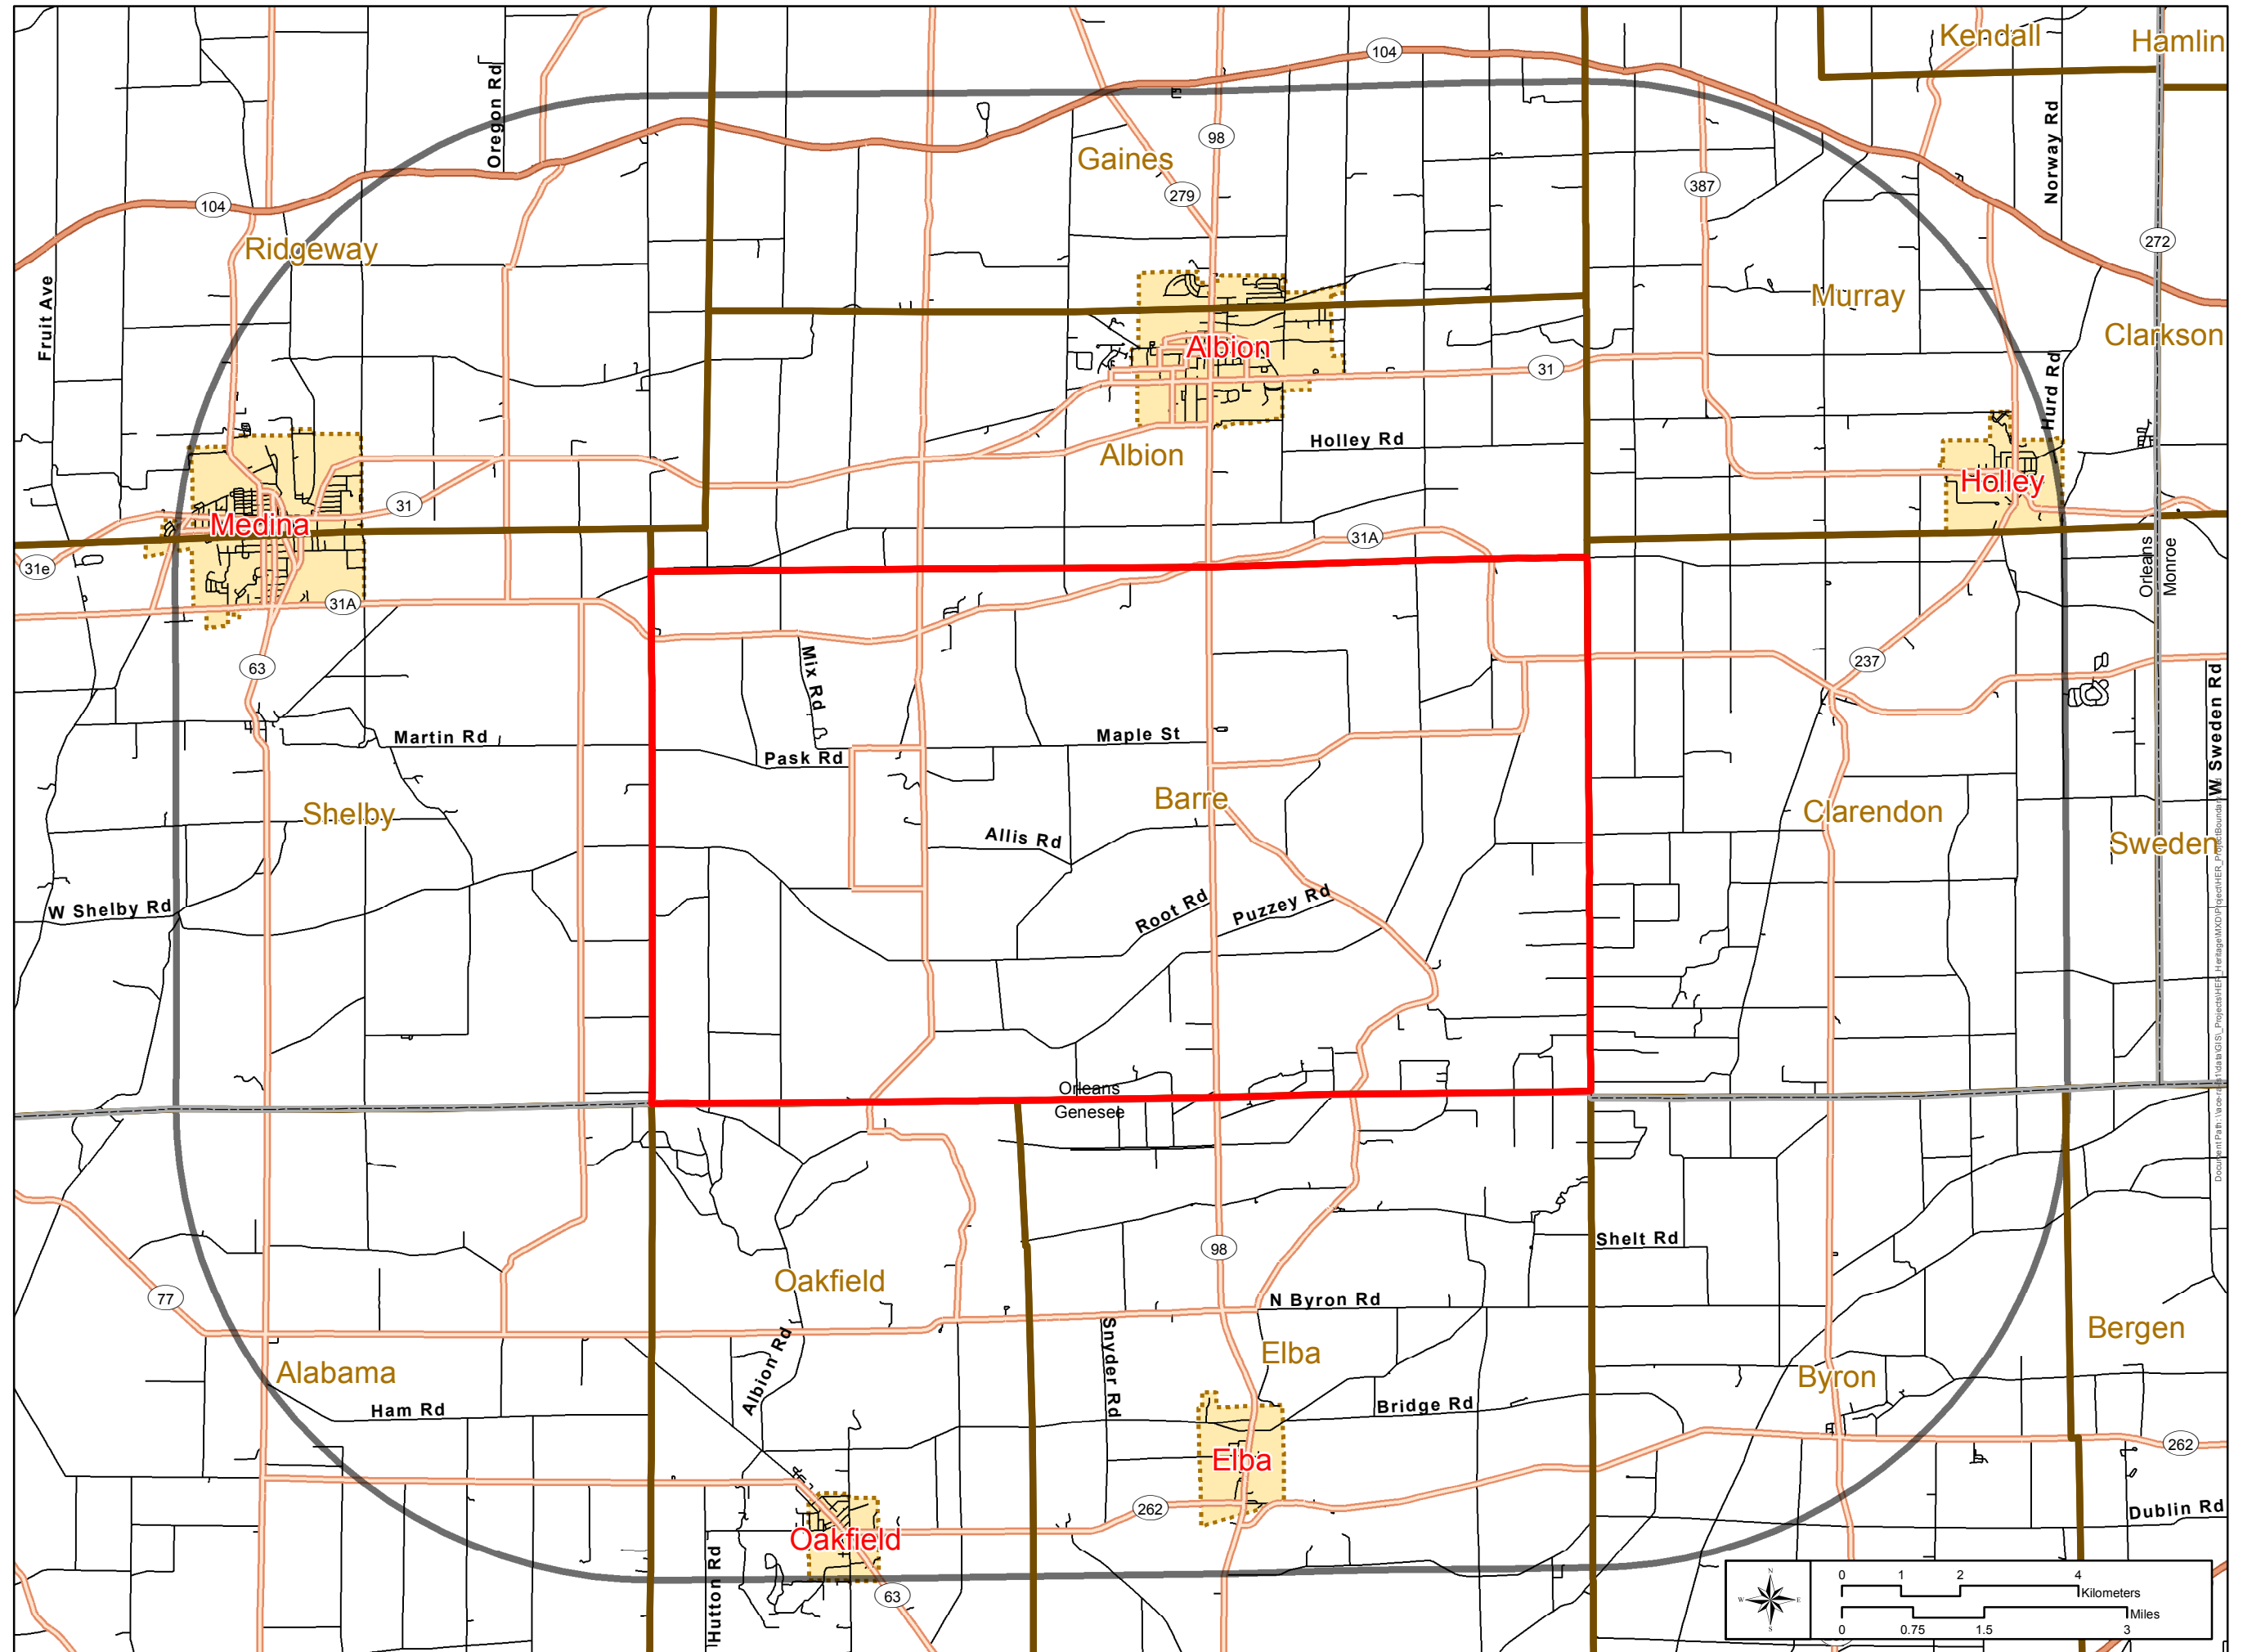 Kendall
Hamlin
104
Oregon Rd
98
Gaines
279
387
Norway Rd
104
Ridgeway
272
Fruit Ave
Murray
Clarkson
Albion
31
Hurd Rd
Holley Rd
Albion
Holley
31
Medina
31A
31e
Orleans
Monroe
31A
63
237
Mix Rd
W Sweden Rd
Martin Rd
Maple St
Pask Rd
Barre
Shelby
Clarendon
Allis Rd
Sweden
W Shelby Rd
Root Rd
Puzzey Rd
Orleans
Genesee
Shelt Rd
98
Oakfield
77
N Byron Rd
Snyder Rd
Bergen
Albion Rd
Elba
Alabama
Byron
Ham Rd
Bridge Rd
262
Elba
262
Dublin Rd
Oakfield
Hutton Rd
63
N
W E
S
0 1 2 4
Kilometers
Miles
0 0.75 1.5 3